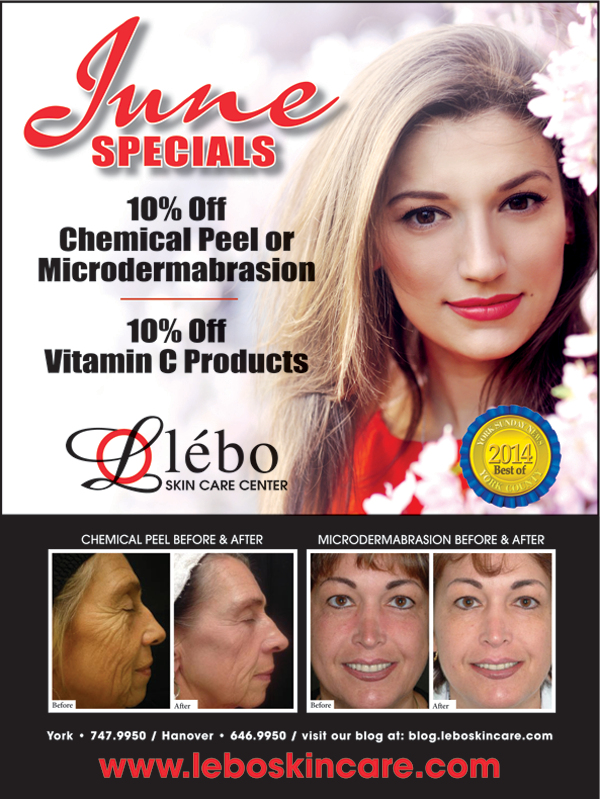 June
SPECIALS
10% Off
Chemical Peel or
Microdermabrasion
10% Off
Vitamin C Products
L lébo
SKIN CARE CENTER
YORK SUNDAY NEWS
2014
Best of
YORK COUNTY
CHEMICAL PEEL BEFORE & AFTER
MICRODERMABRASION BEFORE & AFTER
Before
After
Before
After
York • 747.9950 / Hanover • 646.9950 / visit our blog at: blog.leboskincare.com
www.leboskincare.com